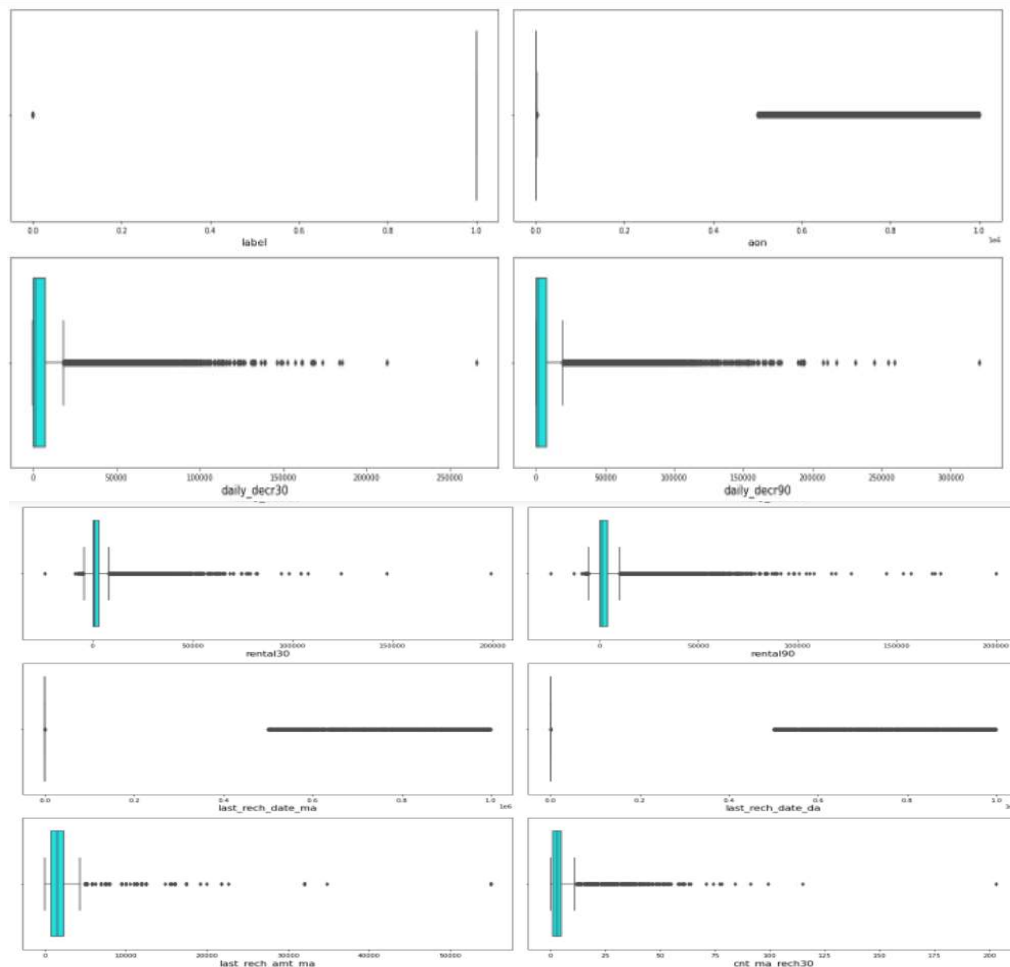 0.0 0.2 0.4 0.6 0.8 1.0
label
0.0 0.2 0.4 0.6 0.8 1.0
1e6
aon
0 50000 100000 150000 200000 250000
daily_decr30
0 50000 100000 150000 200000 250000 300000
daily_decr90
0 50000 100000 150000 200000
rental30
0 50000 100000 150000 200000
rental90
0.0 0.2 0.4 0.6 0.8 1.0
1e6
last_rech_date_ma
0.0 0.2 0.4 0.6 0.8 1.0
last_rech_date_da
0 10000 20000 30000 40000 50000
last_rech_amt_ma
0 25 50 75 100 125 150 175 200
cnt_ma_rech30